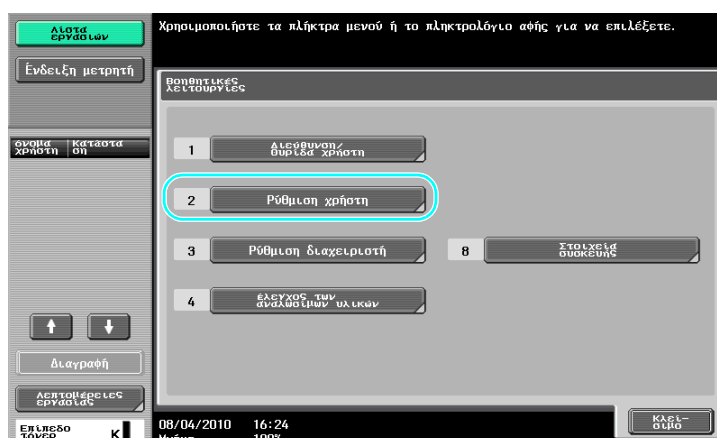 Λίστα
εργασιών
Χρησιμοποιήστε τα πλήκτρα μενού ή το πληκτρολόγιο αφής για να επιλέξετε.
Ένδειξη μετρητή
Βοηθητικές
λειτουργίες
όνομα
χρήστη
Κατάστα
ση
1 Διεύθυνση/
θυρίδα χρήστη
2 Ρύθμιση χρήστη
3 Ρύθμιση διαχειριστή
8 Στοιχεία
συσκευής
4 έλεγχος των
αναλώσιμων υλικών
Διαγραφή
Λεπτομέρειες
εργασίας
Επίπεδο
τόνερ K
08/04/2010 16:24
Μνήμη 100%
Κλεί-
σιμο